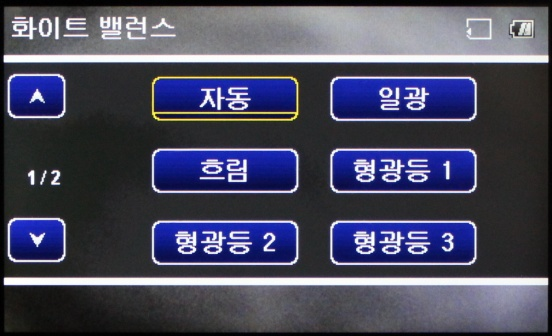 화이트 밸런스
자동
일광
1/2
흐림
형광등 1
형광등 2
형광등 3